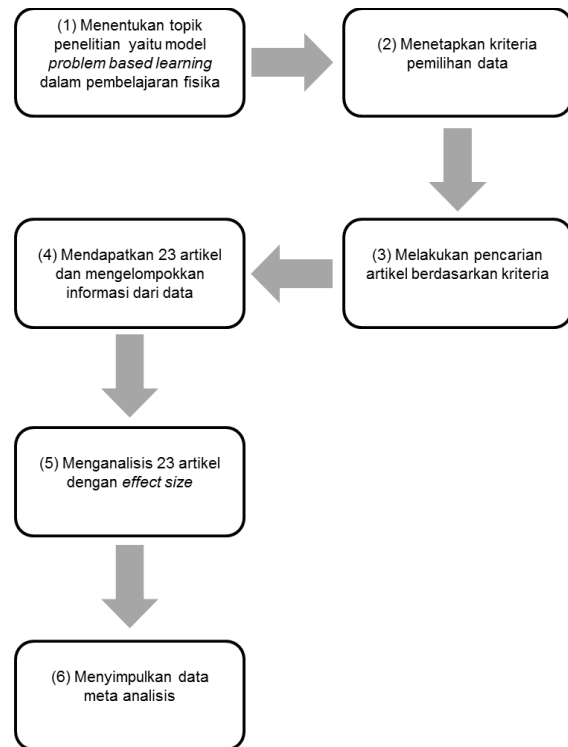 (1) Menentukan topik
penelitian yaitu model
problem based learning
dalam pembelajaran fisika
(2) Menetapkan kriteria
pemilihan data
(3) Melakukan pencarian
artikel berdasarkan kriteria
(4) Mendapatkan 23 artikel
dan mengelompokkan
informasi dari data
(5) Menganalisis 23 artikel
dengan effect size
(6) Menyimpulkan data
meta analisis